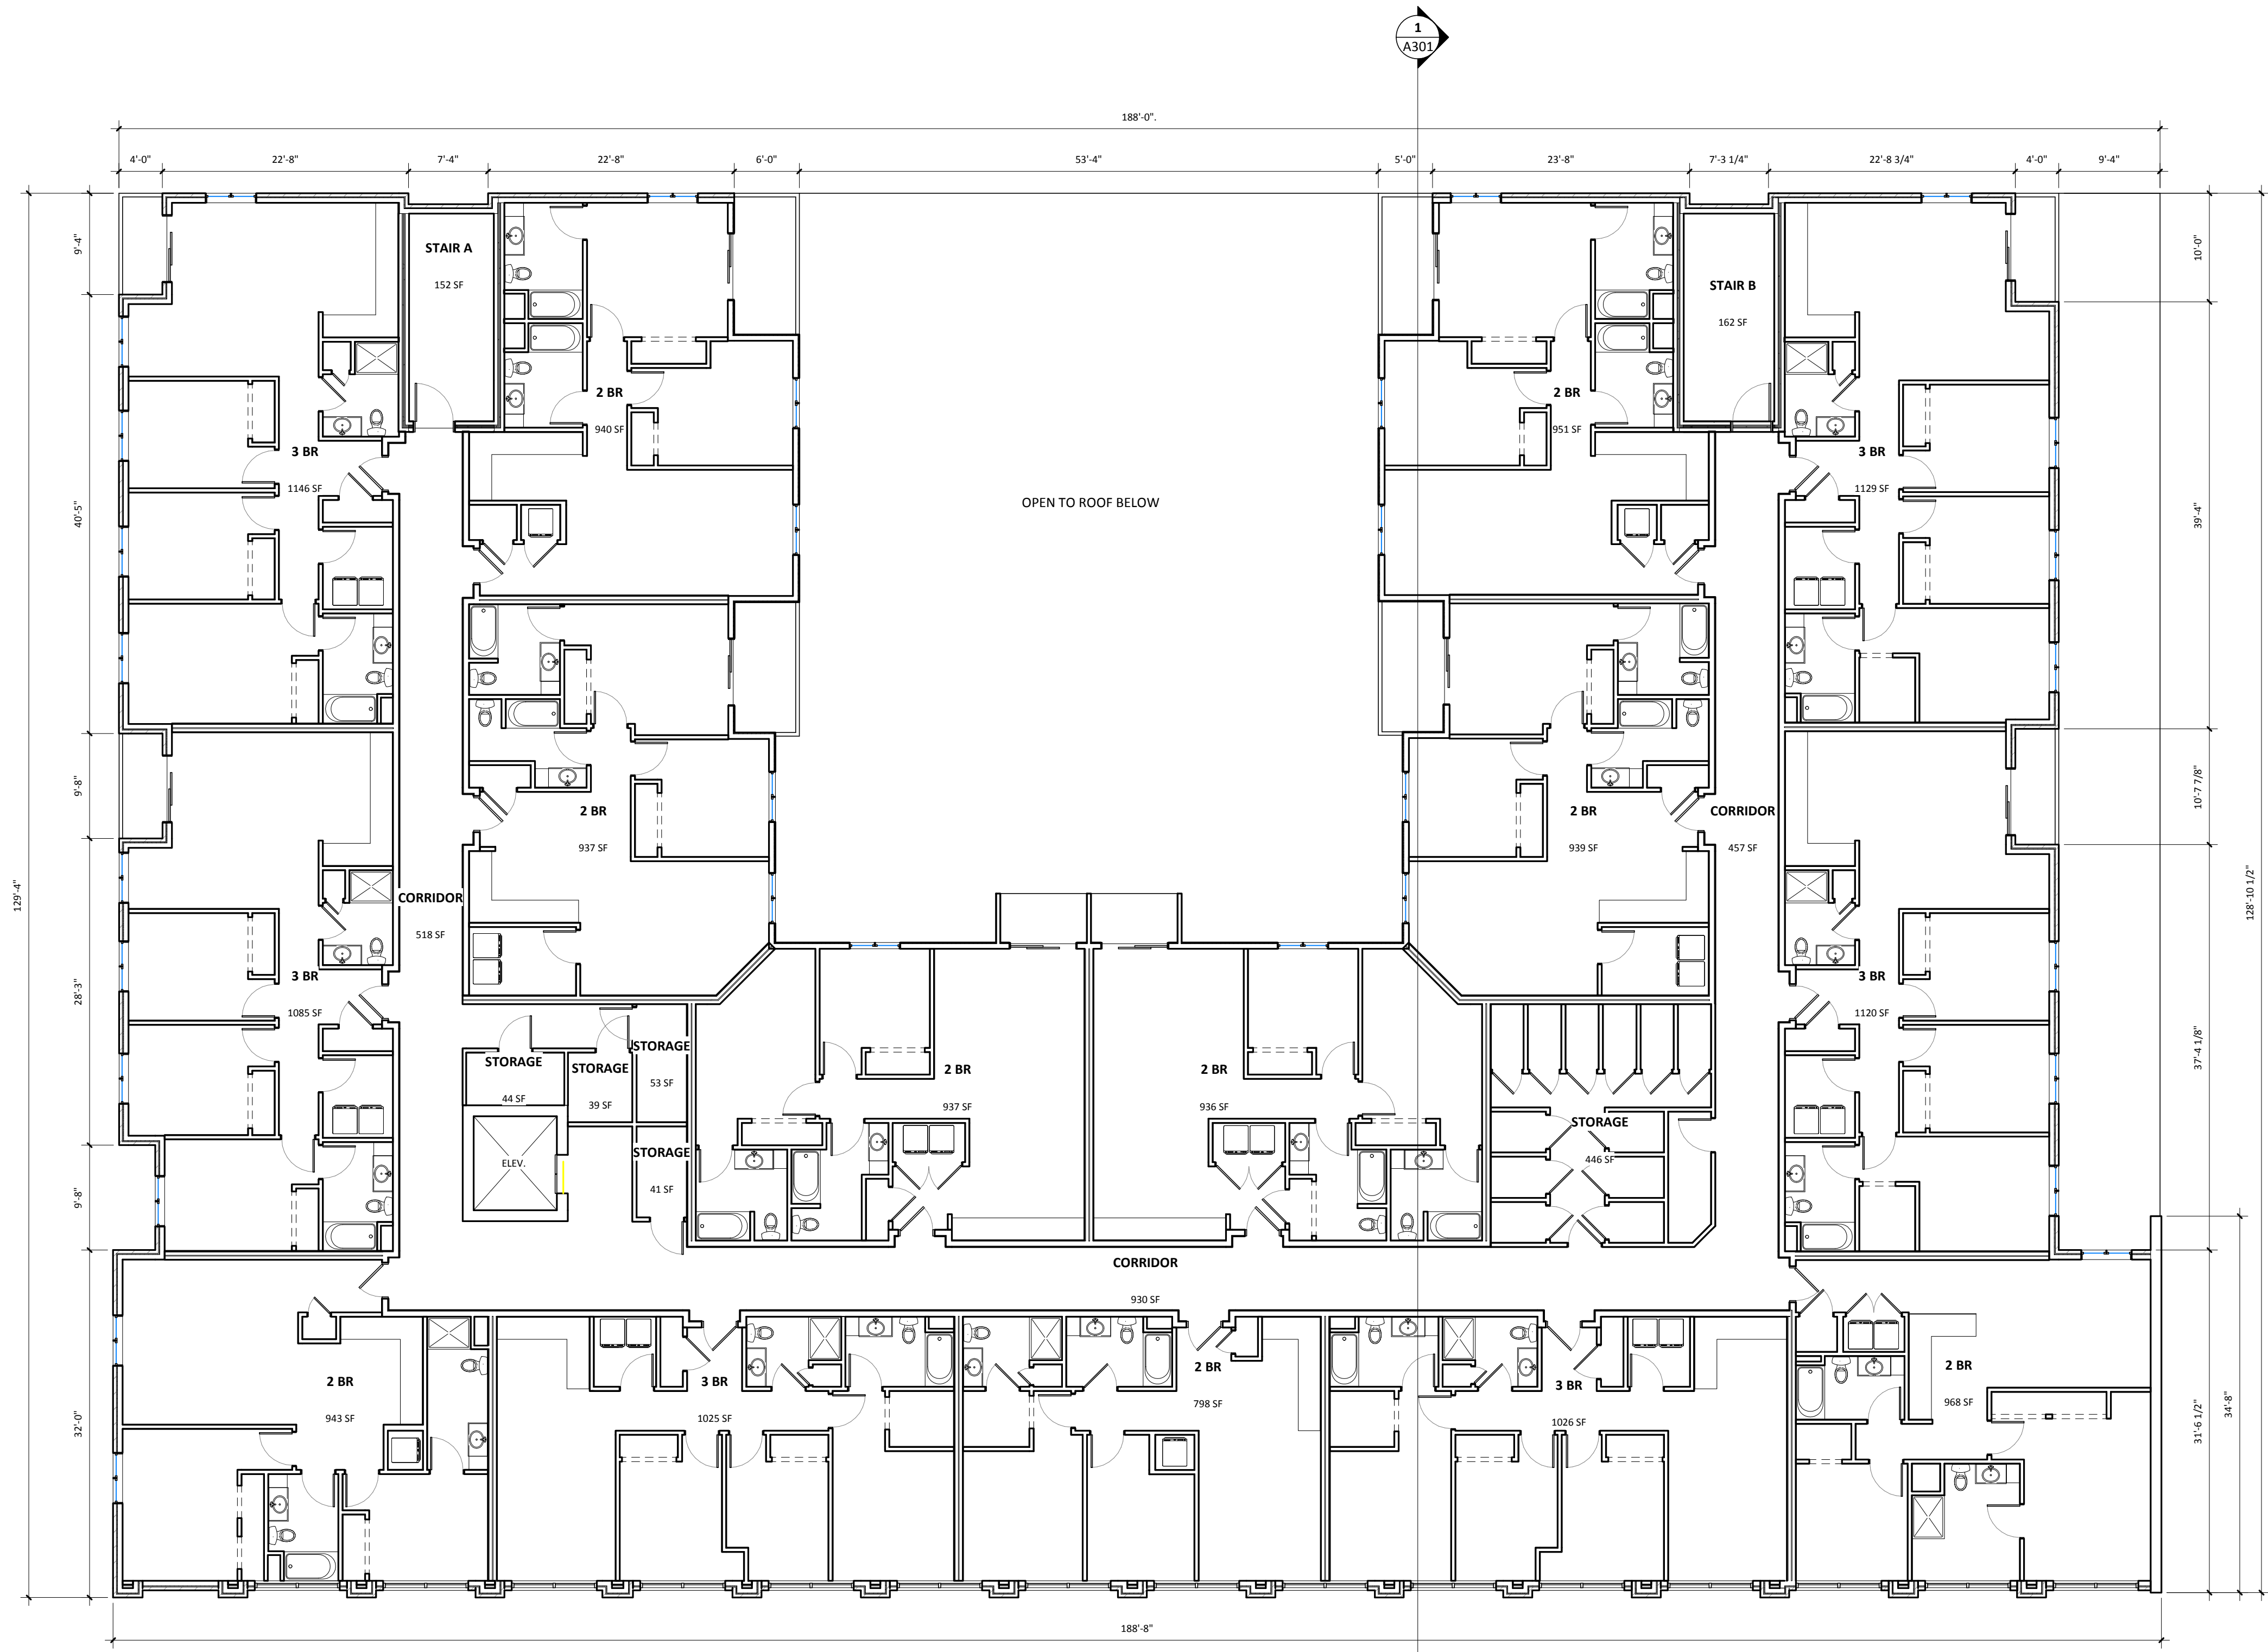 1
A301
188'-0".
4'-0"
22'-8"
7'-4"
22'-8"
6'-0"
53'-4"
5'-0"
23'-8"
7'-3 1/4"
22'-8 3/4"
4'-0"
9'-4"
9'-4"
STAIR A
152 SF
STAIR B
162 SF
10'-0"
2 BR
940 SF
2 BR
951 SF
3 BR
1146 SF
3 BR
1129 SF
OPEN TO ROOF BELOW
40'-5"
39'-4"
9'-8"
10'-7 7/8"
2 BR
937 SF
2 BR
939 SF
CORRIDOR
457 SF
129'-4"
128'-10 1/2"
CORRIDOR
518 SF
3 BR
1085 SF
3 BR
1120 SF
28'-3"
37'-4 1/8"
STORAGE
44 SF
STORAGE
39 SF
STORAGE
53 SF
2 BR
937 SF
2 BR
936 SF
STORAGE
446 SF
ELEV.
STORAGE
41 SF
9'-8"
CORRIDOR
930 SF
2 BR
943 SF
3 BR
1025 SF
2 BR
798 SF
3 BR
1026 SF
2 BR
968 SF
32'-0"
31'-6 1/2"
34'-8"
188'-8"